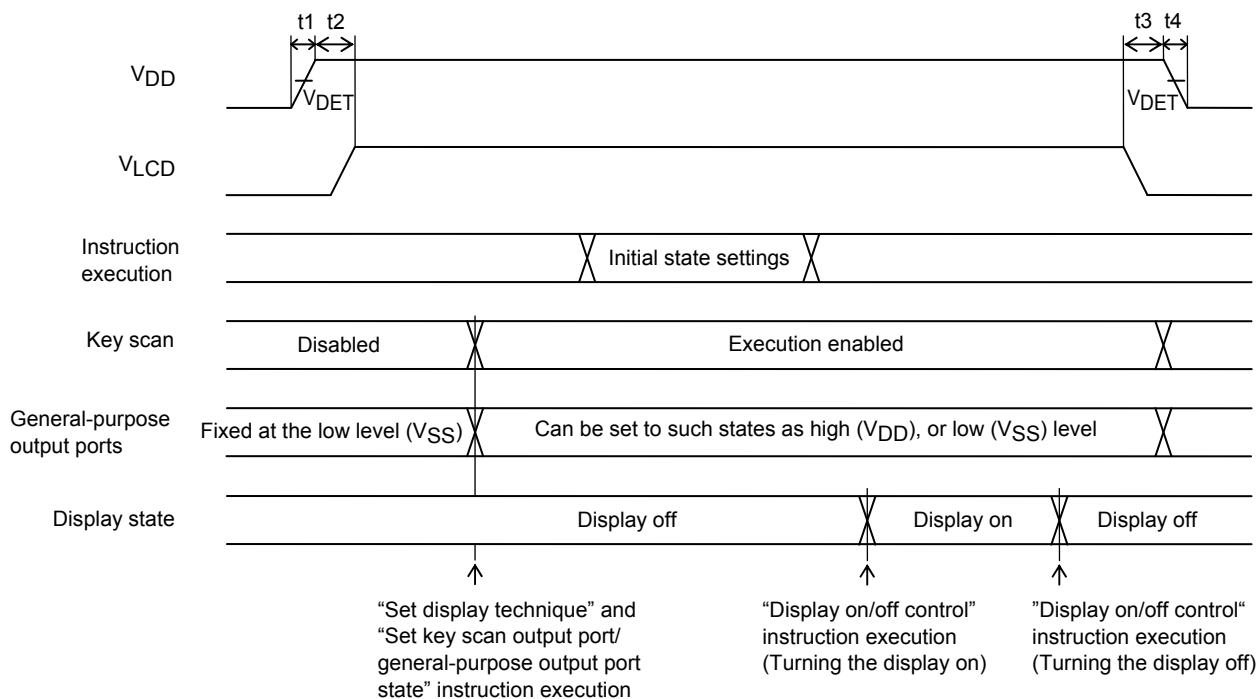 t1 t2 t3 t4
VDD
VDET VDET
VLCD
Instruction
execution
Initial state settings
Key scan
Disabled
Execution enabled
General-purpose
output ports
Fixed at the low level (VSS)
Can be set to such states as high (VDD), or low (VSS) level
Display state
Display off
Display on
Display off
“Set display technique” and
“Set key scan output port/
general-purpose output port
state” instruction execution
“Display on/off control”
instruction execution
(Turning the display on)
”Display on/off control“
instruction execution
(Turning the display off)